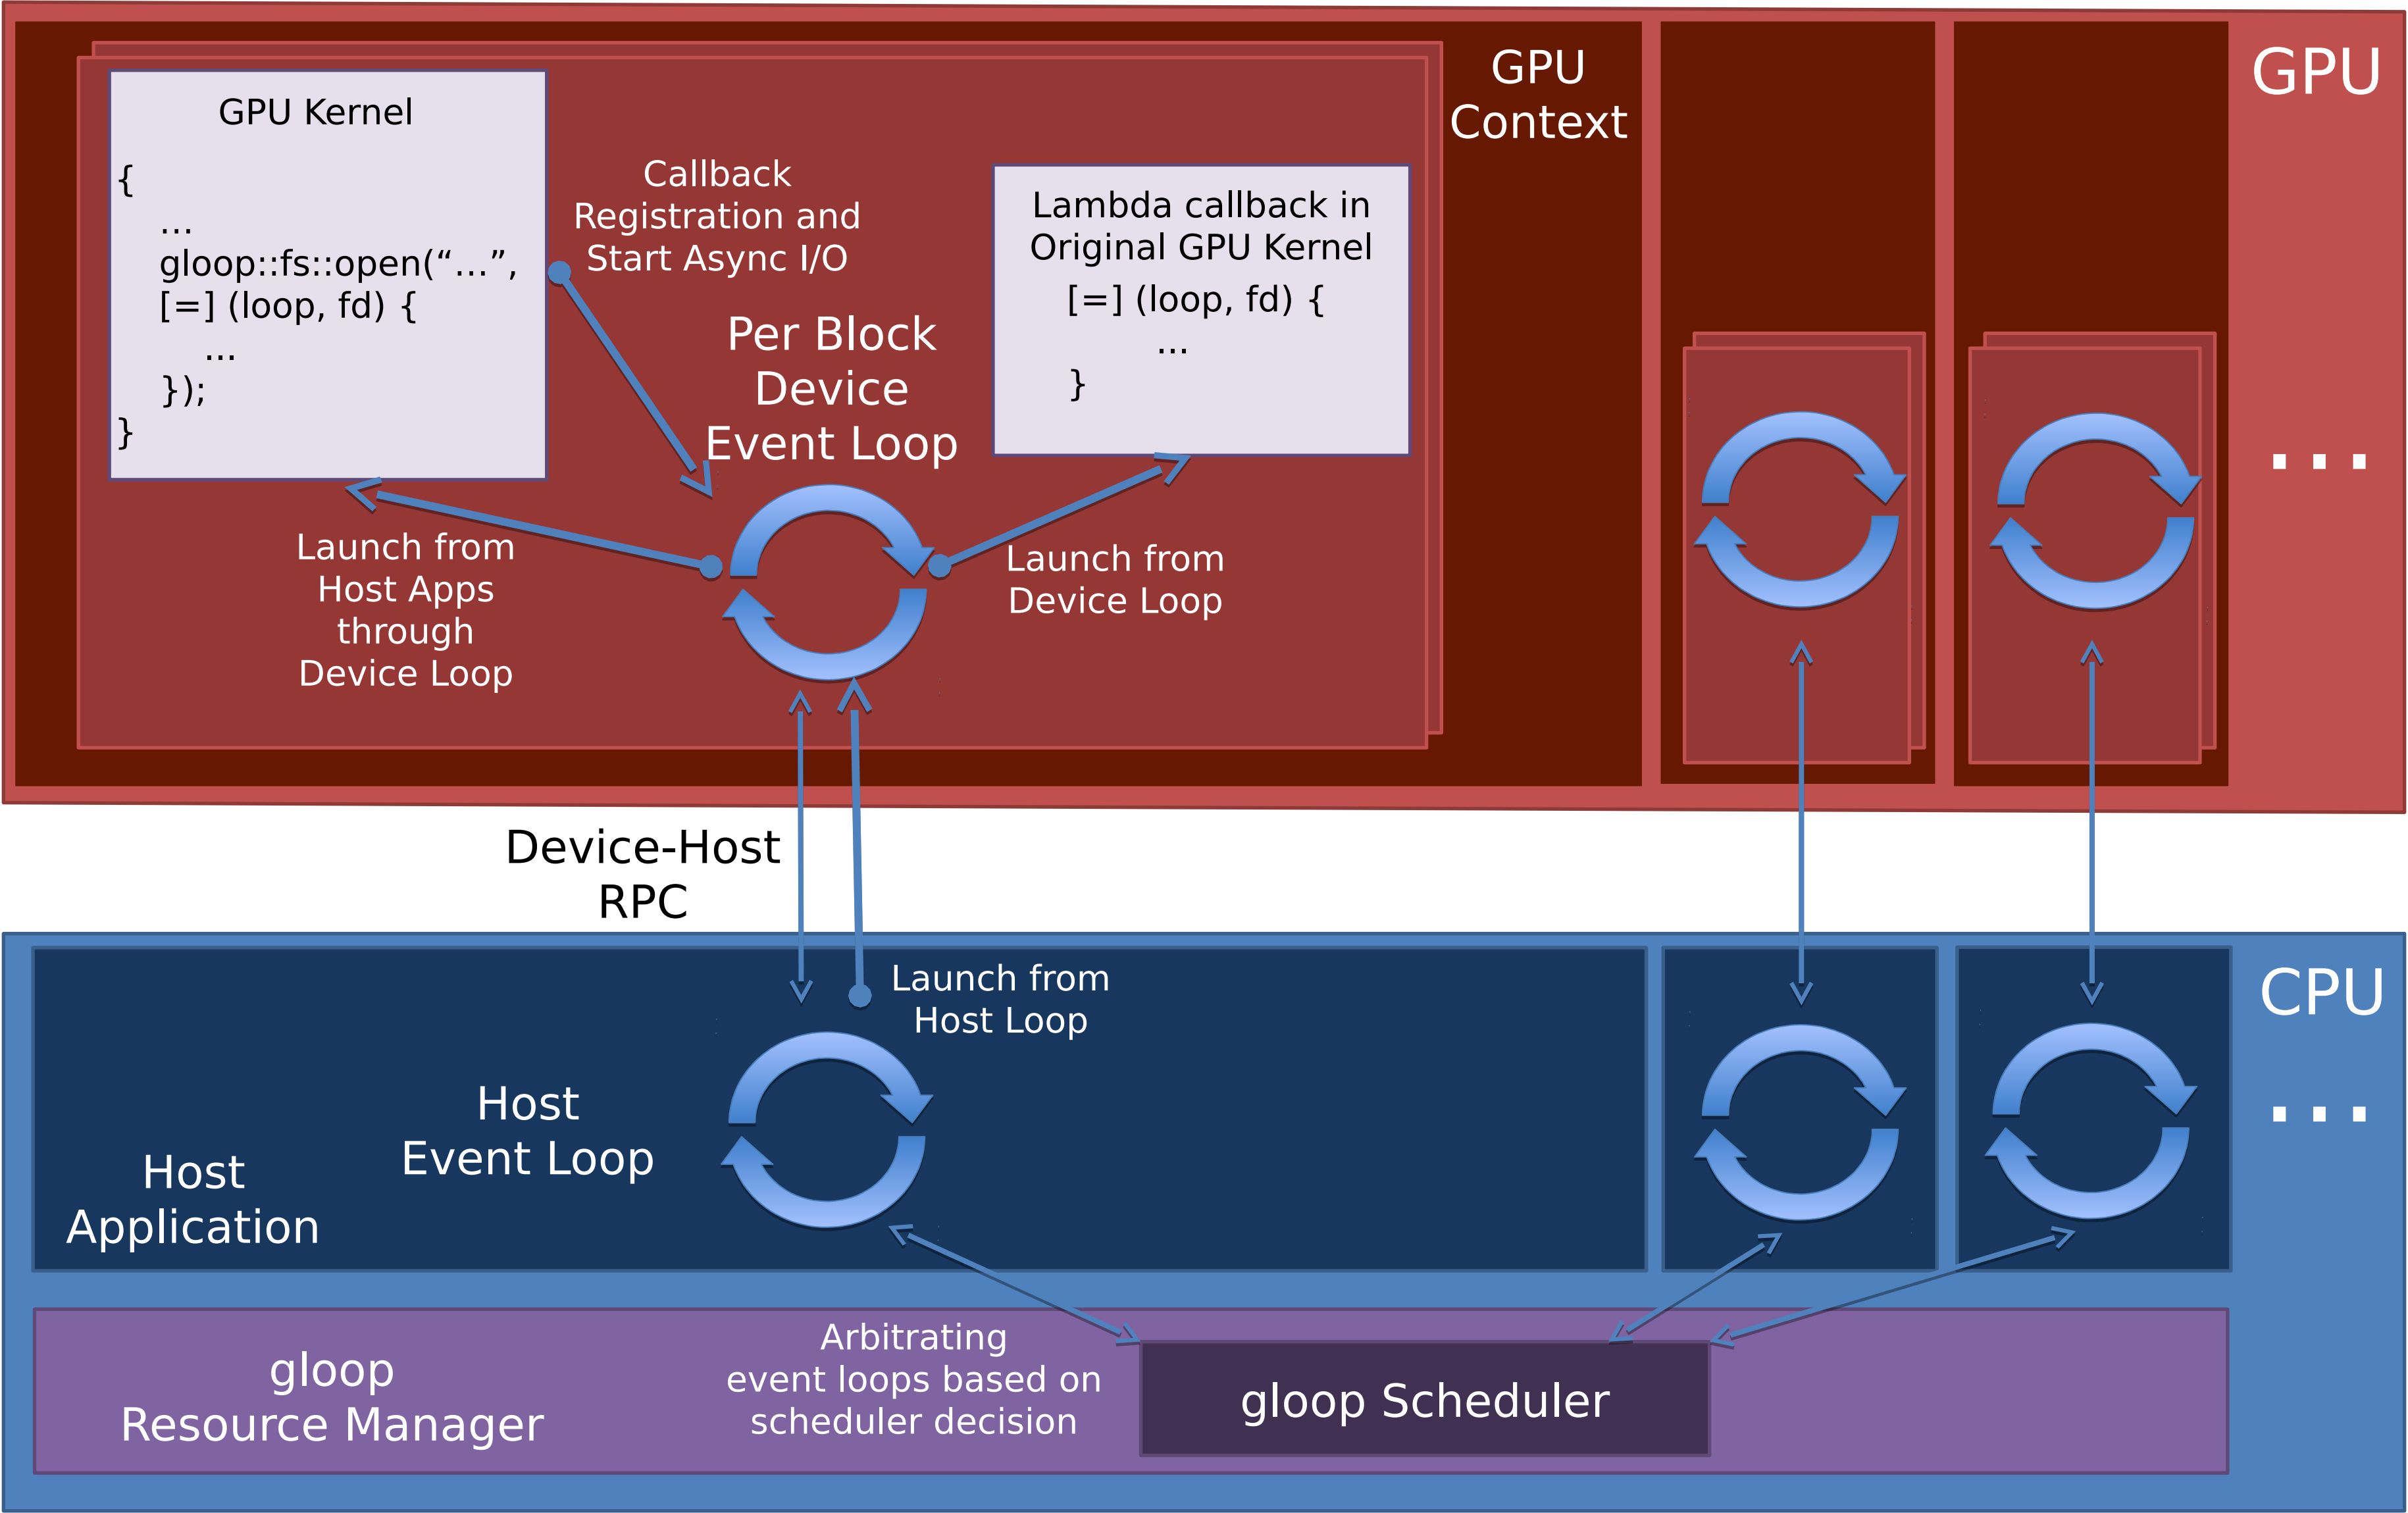 GPU Kernel
{
...
gloop::fs::open(“...”,
[=] (loop, fd) {
...
});
}
Callback
Registration and
Start Async I/O
Per Block
Device
Event Loop
Lambda callback in
Original GPU Kernel
[=] (loop, fd) {
...
}
GPU
Context
GPU
...
Launch from
Host Apps
through
Device Loop
Launch from
Device Loop
Device-Host
RPC
Launch from
Host Loop
CPU
...
Host
Event Loop
Host
Application
gloop
Resource Manager
Arbitrating
event loops based on
scheduler decision
gloop Scheduler